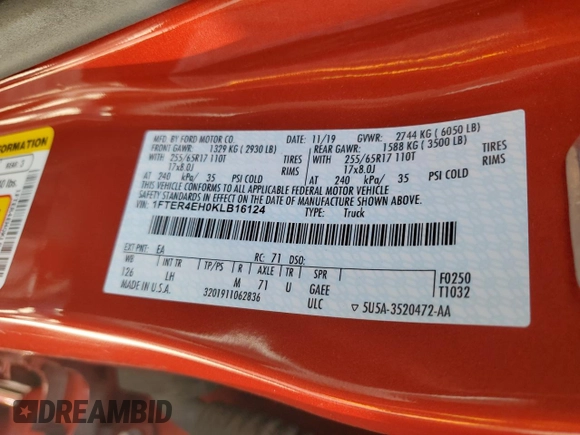 FORMATION
REAR: 3
MFD. BY FORD MOTOR CO.
DATE: 11/19 GVWR: 2744 KG ( 6050 LB)
FRONT GAWR: 1329 KG ( 2930 LB) REAR GAWR: 1588 KG ( 3500 LB)
WITH 255/65R17 110T TIRES WITH 255/65R17 110T TIRES
17x8.0J RIMS 17x8.0J RIMS
AT 240 kPa/ 35 PSI COLD AT 240 kPa/ 35 PSI COLD
THIS VEHICLE CONFORMS TO ALL APPLICABLE FEDERAL MOTOR VEHICLE
SAFETY STANDARDS IN EFFECT ON THE DATE OF MANUFACTURE SHOWN ABOVE.
VIN: 1FTER4EH0KLB16124 TYPE: Truck
EXT PNT: EA RC: 71 DSO:
WB INT TR TP/PS R AXLE TR SPR
126 LH M 71 U GAEE F0250
MADE IN U.S.A. 3201911062836 ULC T1032
▽ 5U5A-3520472-AA
DREAMBID